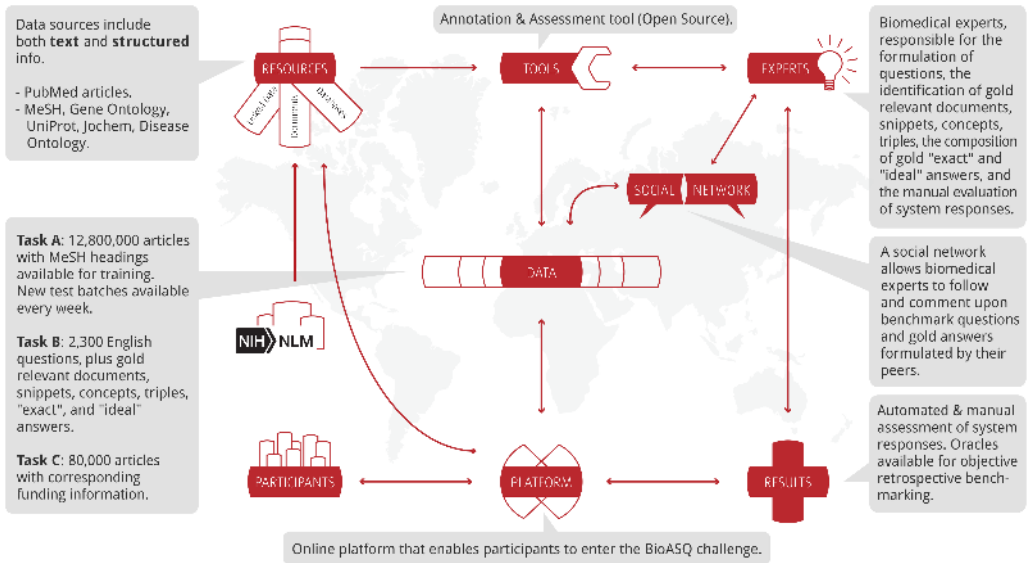 Data sources include
both text and structured
info.
- PubMed articles.
- MeSH, Gene Ontology,
UniProt, Jochem, Disease
Ontology.
Annotation & Assessment tool (Open Source).
Biomedical experts,
responsible for the
formulation of
questions, the
identification of gold
relevant documents,
snippets, concepts,
triples, the composition
of gold "exact" and
"ideal" answers, and
the manual evaluation
of system responses.
RESOURCES
Linked Data
Documents
Databases
TOOLS
EXPERTS
SOCIAL NETWORK
Task A: 12,800,000 articles
with MeSH headings
available for training.
New test batches available
every week.
Task B: 2,300 English
questions, plus gold
relevant documents,
snippets, concepts, triples,
"exact", and "ideal"
answers.
Task C: 80,000 articles
with corresponding
funding information.
DATA
A social network
allows biomedical
experts to follow
and comment upon
benchmark questions
and gold answers
formulated by their
peers.
NIH NLM
Automated & manual
assessment of system
responses. Oracles
available for objective
retrospective bench-
marking.
PARTICIPANTS
PLATFORM
RESULTS
Online platform that enables participants to enter the BioASQ challenge.